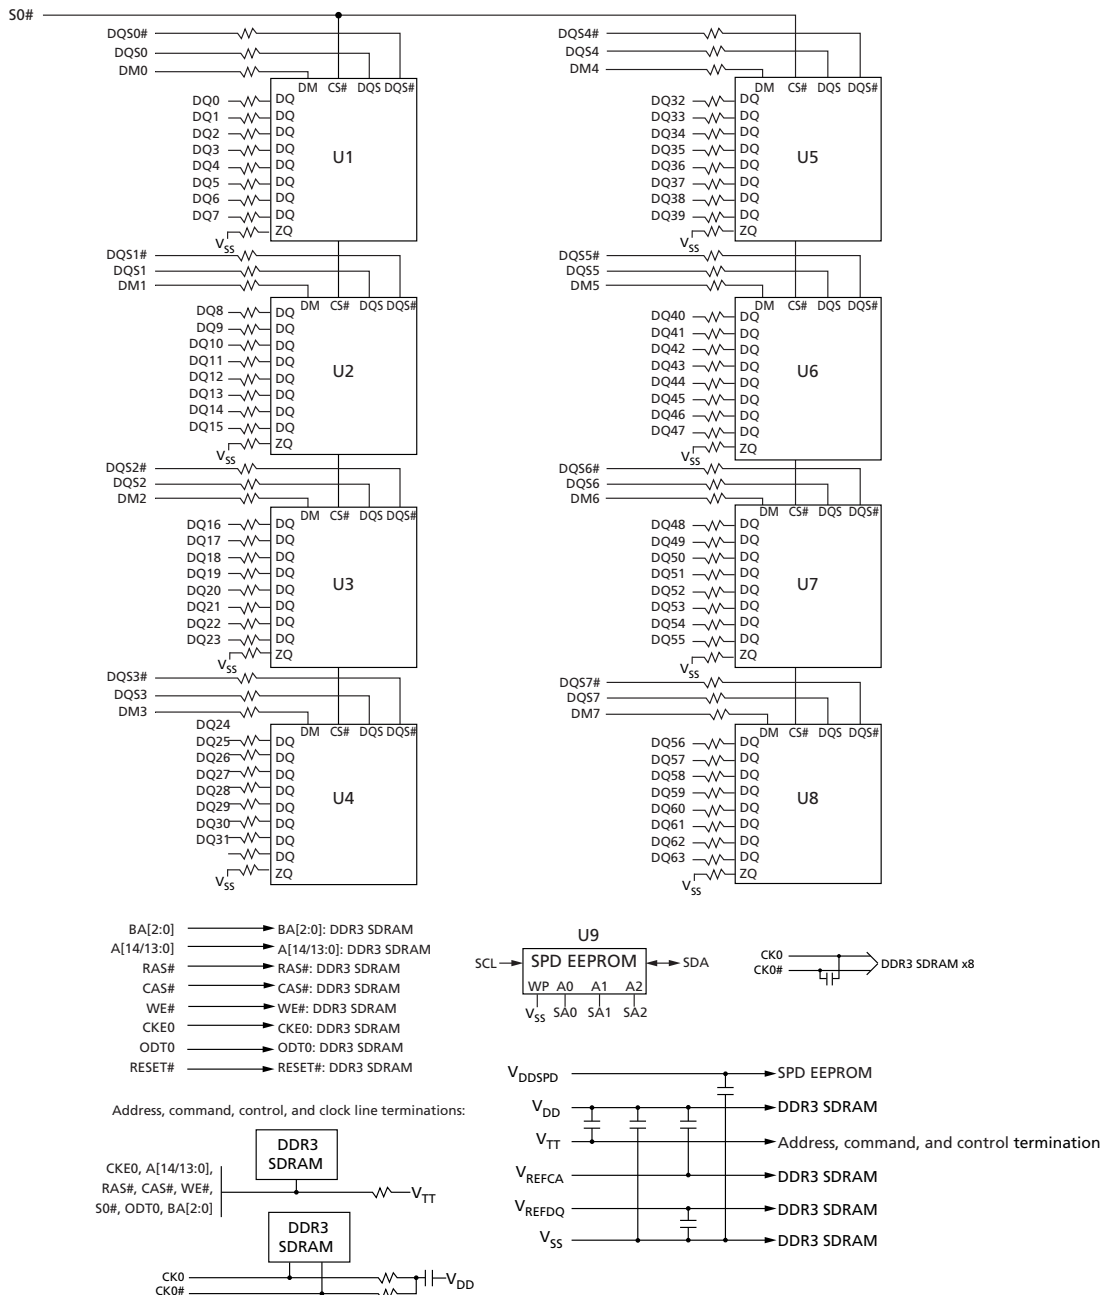 S0#
DQS0#
DQS0
DM0
DM CS# DQS DQS#
DQ0 DQ
DQ1 DQ
DQ2 DQ
DQ3 DQ
DQ4 DQ
DQ5 DQ
DQ6 DQ
DQ7 DQ
VSS ZQ
U1
DQS1#
DQS1
DM1
DM CS# DQS DQS#
DQ8 DQ
DQ9 DQ
DQ10 DQ
DQ11 DQ
DQ12 DQ
DQ13 DQ
DQ14 DQ
DQ15 DQ
VSS ZQ
U2
DQS2#
DQS2
DM2
DM CS# DQS DQS#
DQ16 DQ
DQ17 DQ
DQ18 DQ
DQ19 DQ
DQ20 DQ
DQ21 DQ
DQ22 DQ
DQ23 DQ
VSS ZQ
U3
DQS3#
DQS3
DM3
DM CS# DQS DQS#
DQ24 DQ
DQ25 DQ
DQ26 DQ
DQ27 DQ
DQ28 DQ
DQ29 DQ
DQ30 DQ
DQ31 DQ
VSS ZQ
U4
DQS4#
DQS4
DM4
DM CS# DQS DQS#
DQ32 DQ
DQ33 DQ
DQ34 DQ
DQ35 DQ
DQ36 DQ
DQ37 DQ
DQ38 DQ
DQ39 DQ
VSS ZQ
U5
DQS5#
DQS5
DM5
DM CS# DQS DQS#
DQ40 DQ
DQ41 DQ
DQ42 DQ
DQ43 DQ
DQ44 DQ
DQ45 DQ
DQ46 DQ
DQ47 DQ
VSS ZQ
U6
DQS6#
DQS6
DM6
DM CS# DQS DQS#
DQ48 DQ
DQ49 DQ
DQ50 DQ
DQ51 DQ
DQ52 DQ
DQ53 DQ
DQ54 DQ
DQ55 DQ
VSS ZQ
U7
DQS7#
DQS7
DM7
DM CS# DQS DQS#
DQ56 DQ
DQ57 DQ
DQ58 DQ
DQ59 DQ
DQ60 DQ
DQ61 DQ
DQ62 DQ
DQ63 DQ
VSS ZQ
U8
BA[2:0] BA[2:0]: DDR3 SDRAM
A[14/13:0] A[14/13:0]: DDR3 SDRAM
RAS# RAS#: DDR3 SDRAM
CAS# CAS#: DDR3 SDRAM
WE# WE#: DDR3 SDRAM
CKE0 CKE0: DDR3 SDRAM
ODT0 ODT0: DDR3 SDRAM
RESET# RESET#: DDR3 SDRAM
U9
SCL SPD EEPROM SDA
WP A0 A1 A2
VSS SA0 SA1 SA2
CK0
CK0#
DDR3 SDRAM x8
Address, command, control, and clock line terminations:
DDR3
SDRAM
CKE0, A[14/13:0],
RAS#, CAS#, WE#,
S0#, ODT0, BA[2:0]
VTT
DDR3
SDRAM
CK0
CK0#
VDD
VDDSPD SPD EEPROM
VDD DDR3 SDRAM
VTT Address, command, and control termination
VREFCA DDR3 SDRAM
VREFDQ DDR3 SDRAM
VSS DDR3 SDRAM